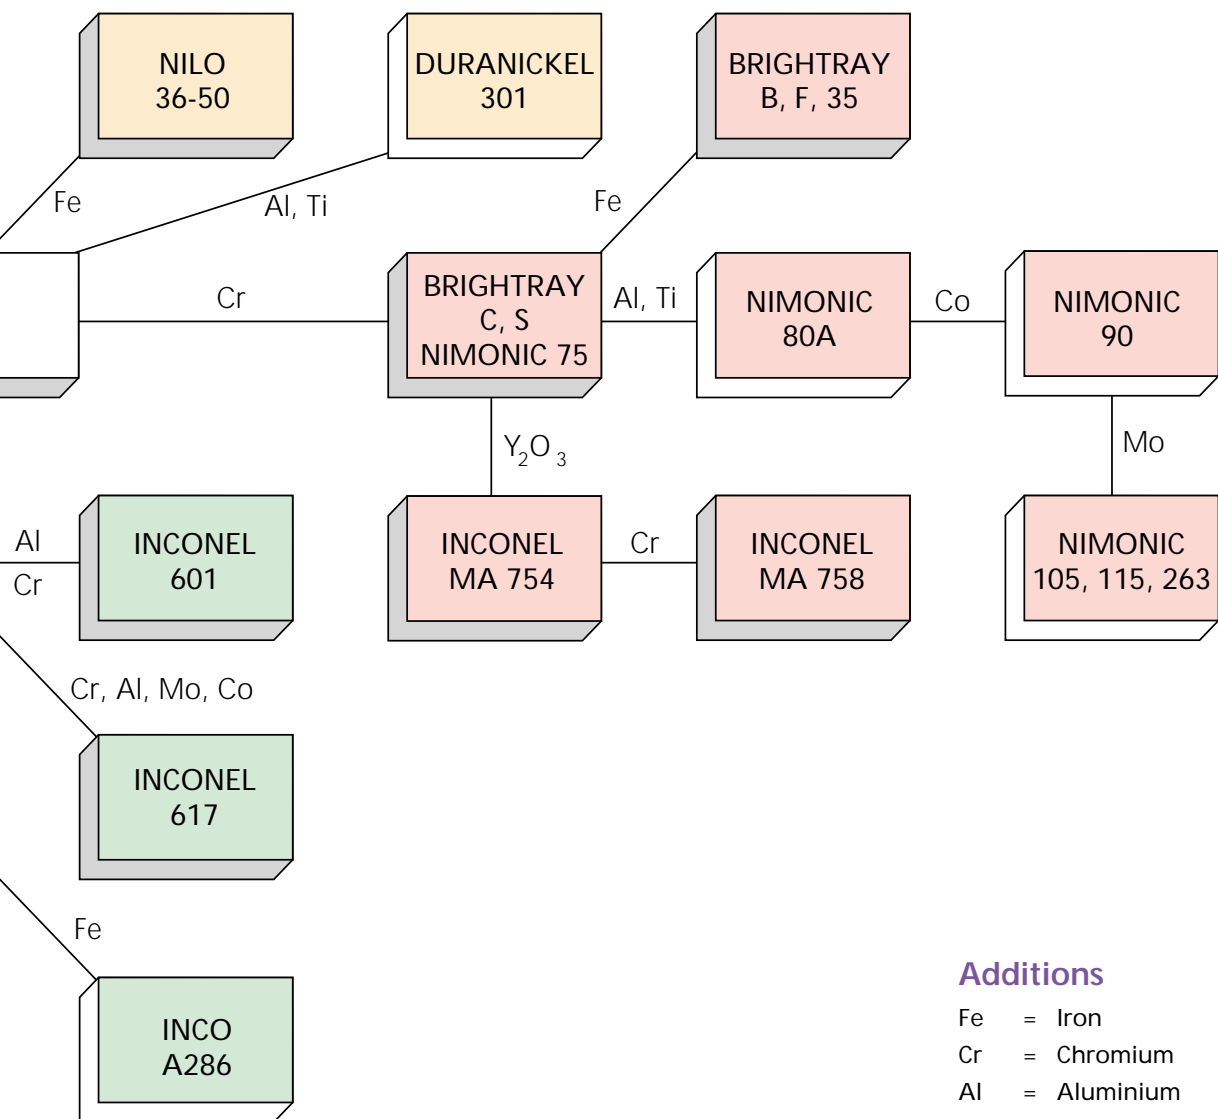 NILO
36-50
DURANICKEL
301
BRIGHTRAY
B, F, 35
Fe
Al, Ti
Fe
Cr
BRIGHTRAY
C, S
NIMONIC 75
Al, Ti
NIMONIC
80A
Co
NIMONIC
90
Y2O3
Mo
Al
Cr
INCONEL
601
INCONEL
MA 754
Cr
INCONEL
MA 758
NIMONIC
105, 115, 263
Cr, Al, Mo, Co
INCONEL
617
Fe
INCO
A286
Additions
Fe = Iron
Cr = Chromium
Al = Aluminium